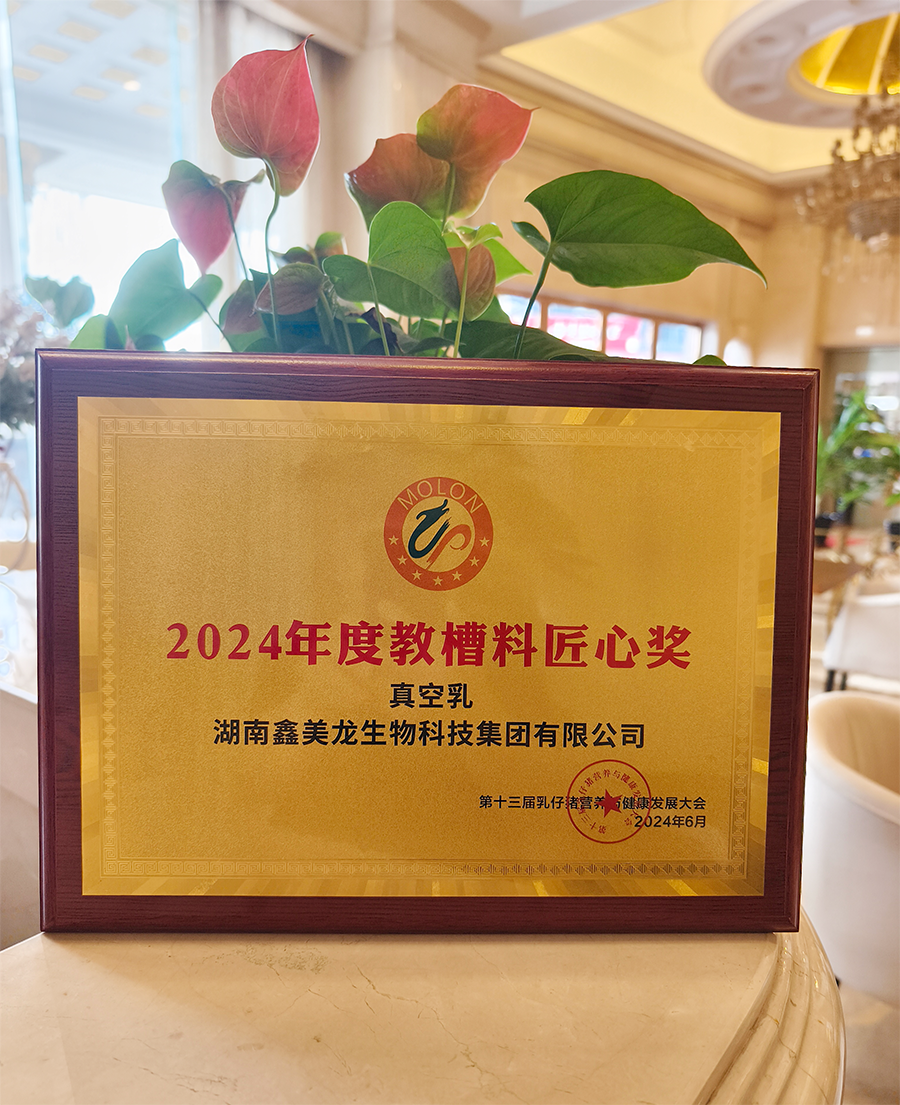 MOLON
2024年度教槽料匠心奖
真空乳
湖南鑫美龙生物科技集团有限公司
第十三届乳仔猪营养与健康发展大会
2024年6月